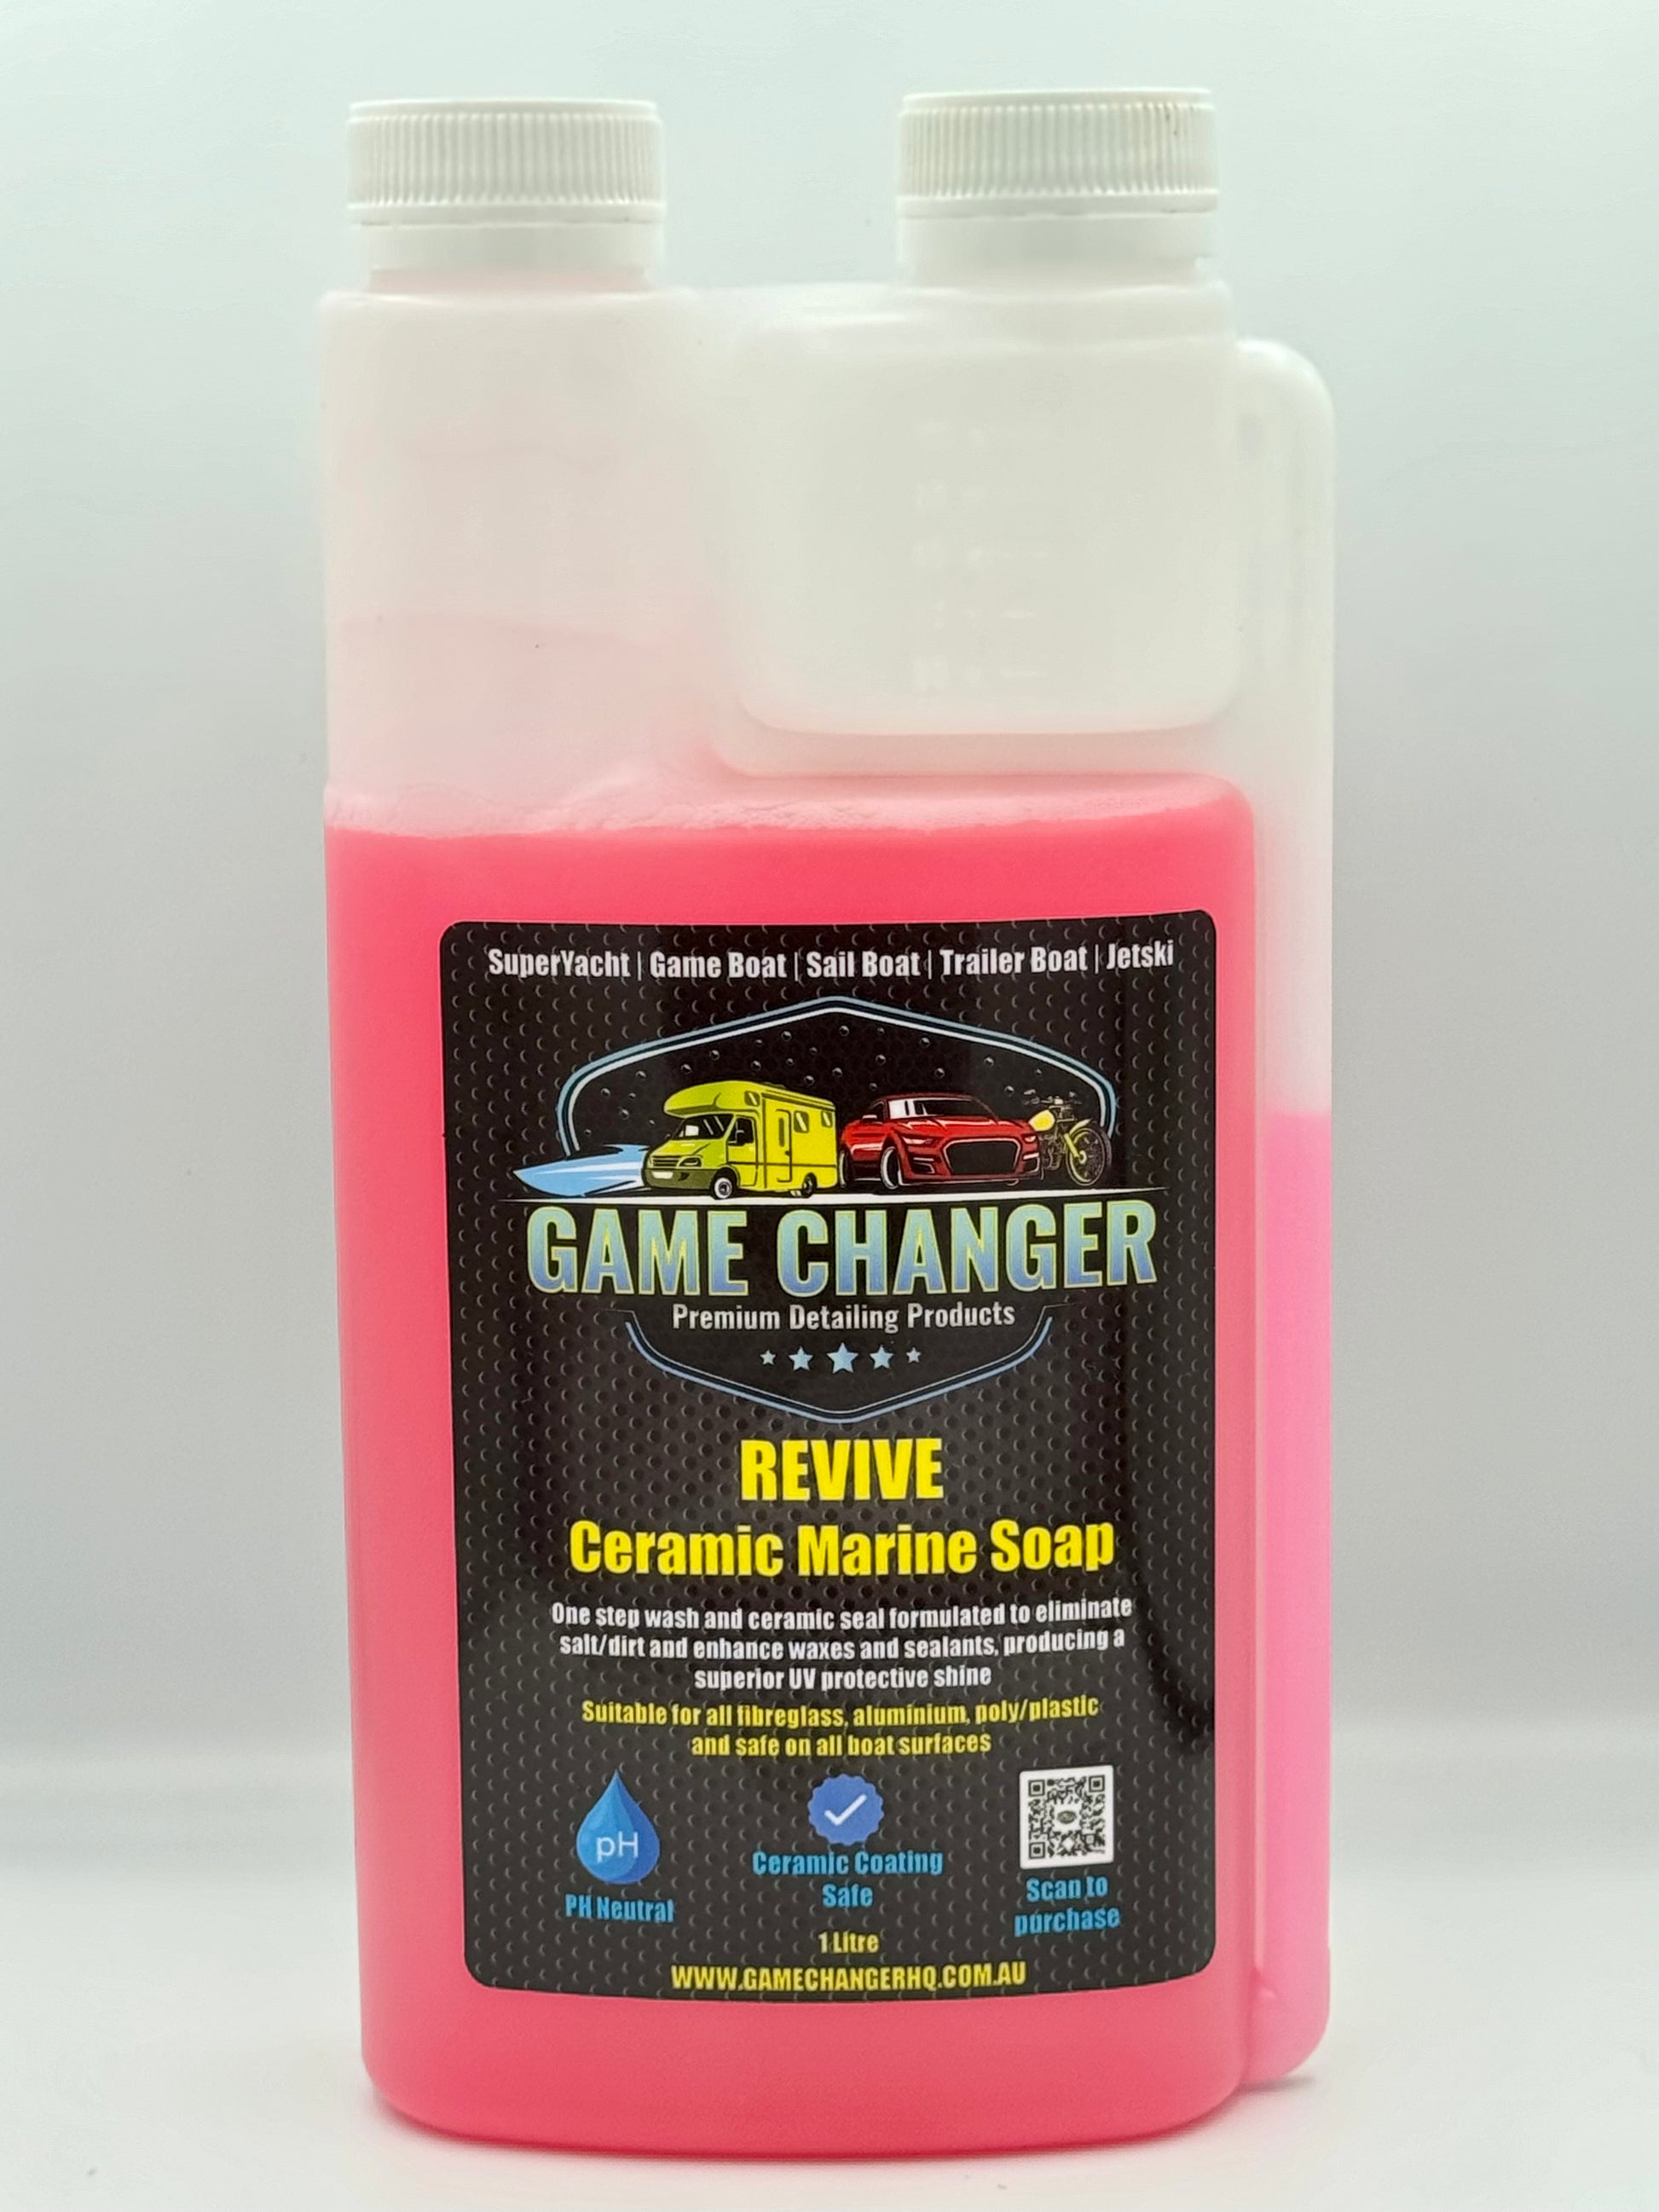 SuperYacht | Game Boat | Sail Boat | Trailer Boat | Jetski
GAME CHANGER
Premium Detailing Products
REVIVE
Ceramic Marine Soap
One step wash and ceramic seal formulated to eliminate
salt/dirt and enhance waxes and sealants, producing a
superior UV protective shine
Suitable for all fibreglass, aluminium, poly/plastic
and safe on all boat surfaces
pH
PH Neutral
Ceramic Coating
Safe
Scan to
purchase
1 Litre
WWW.GAMECHANGERHQ.COM.AU